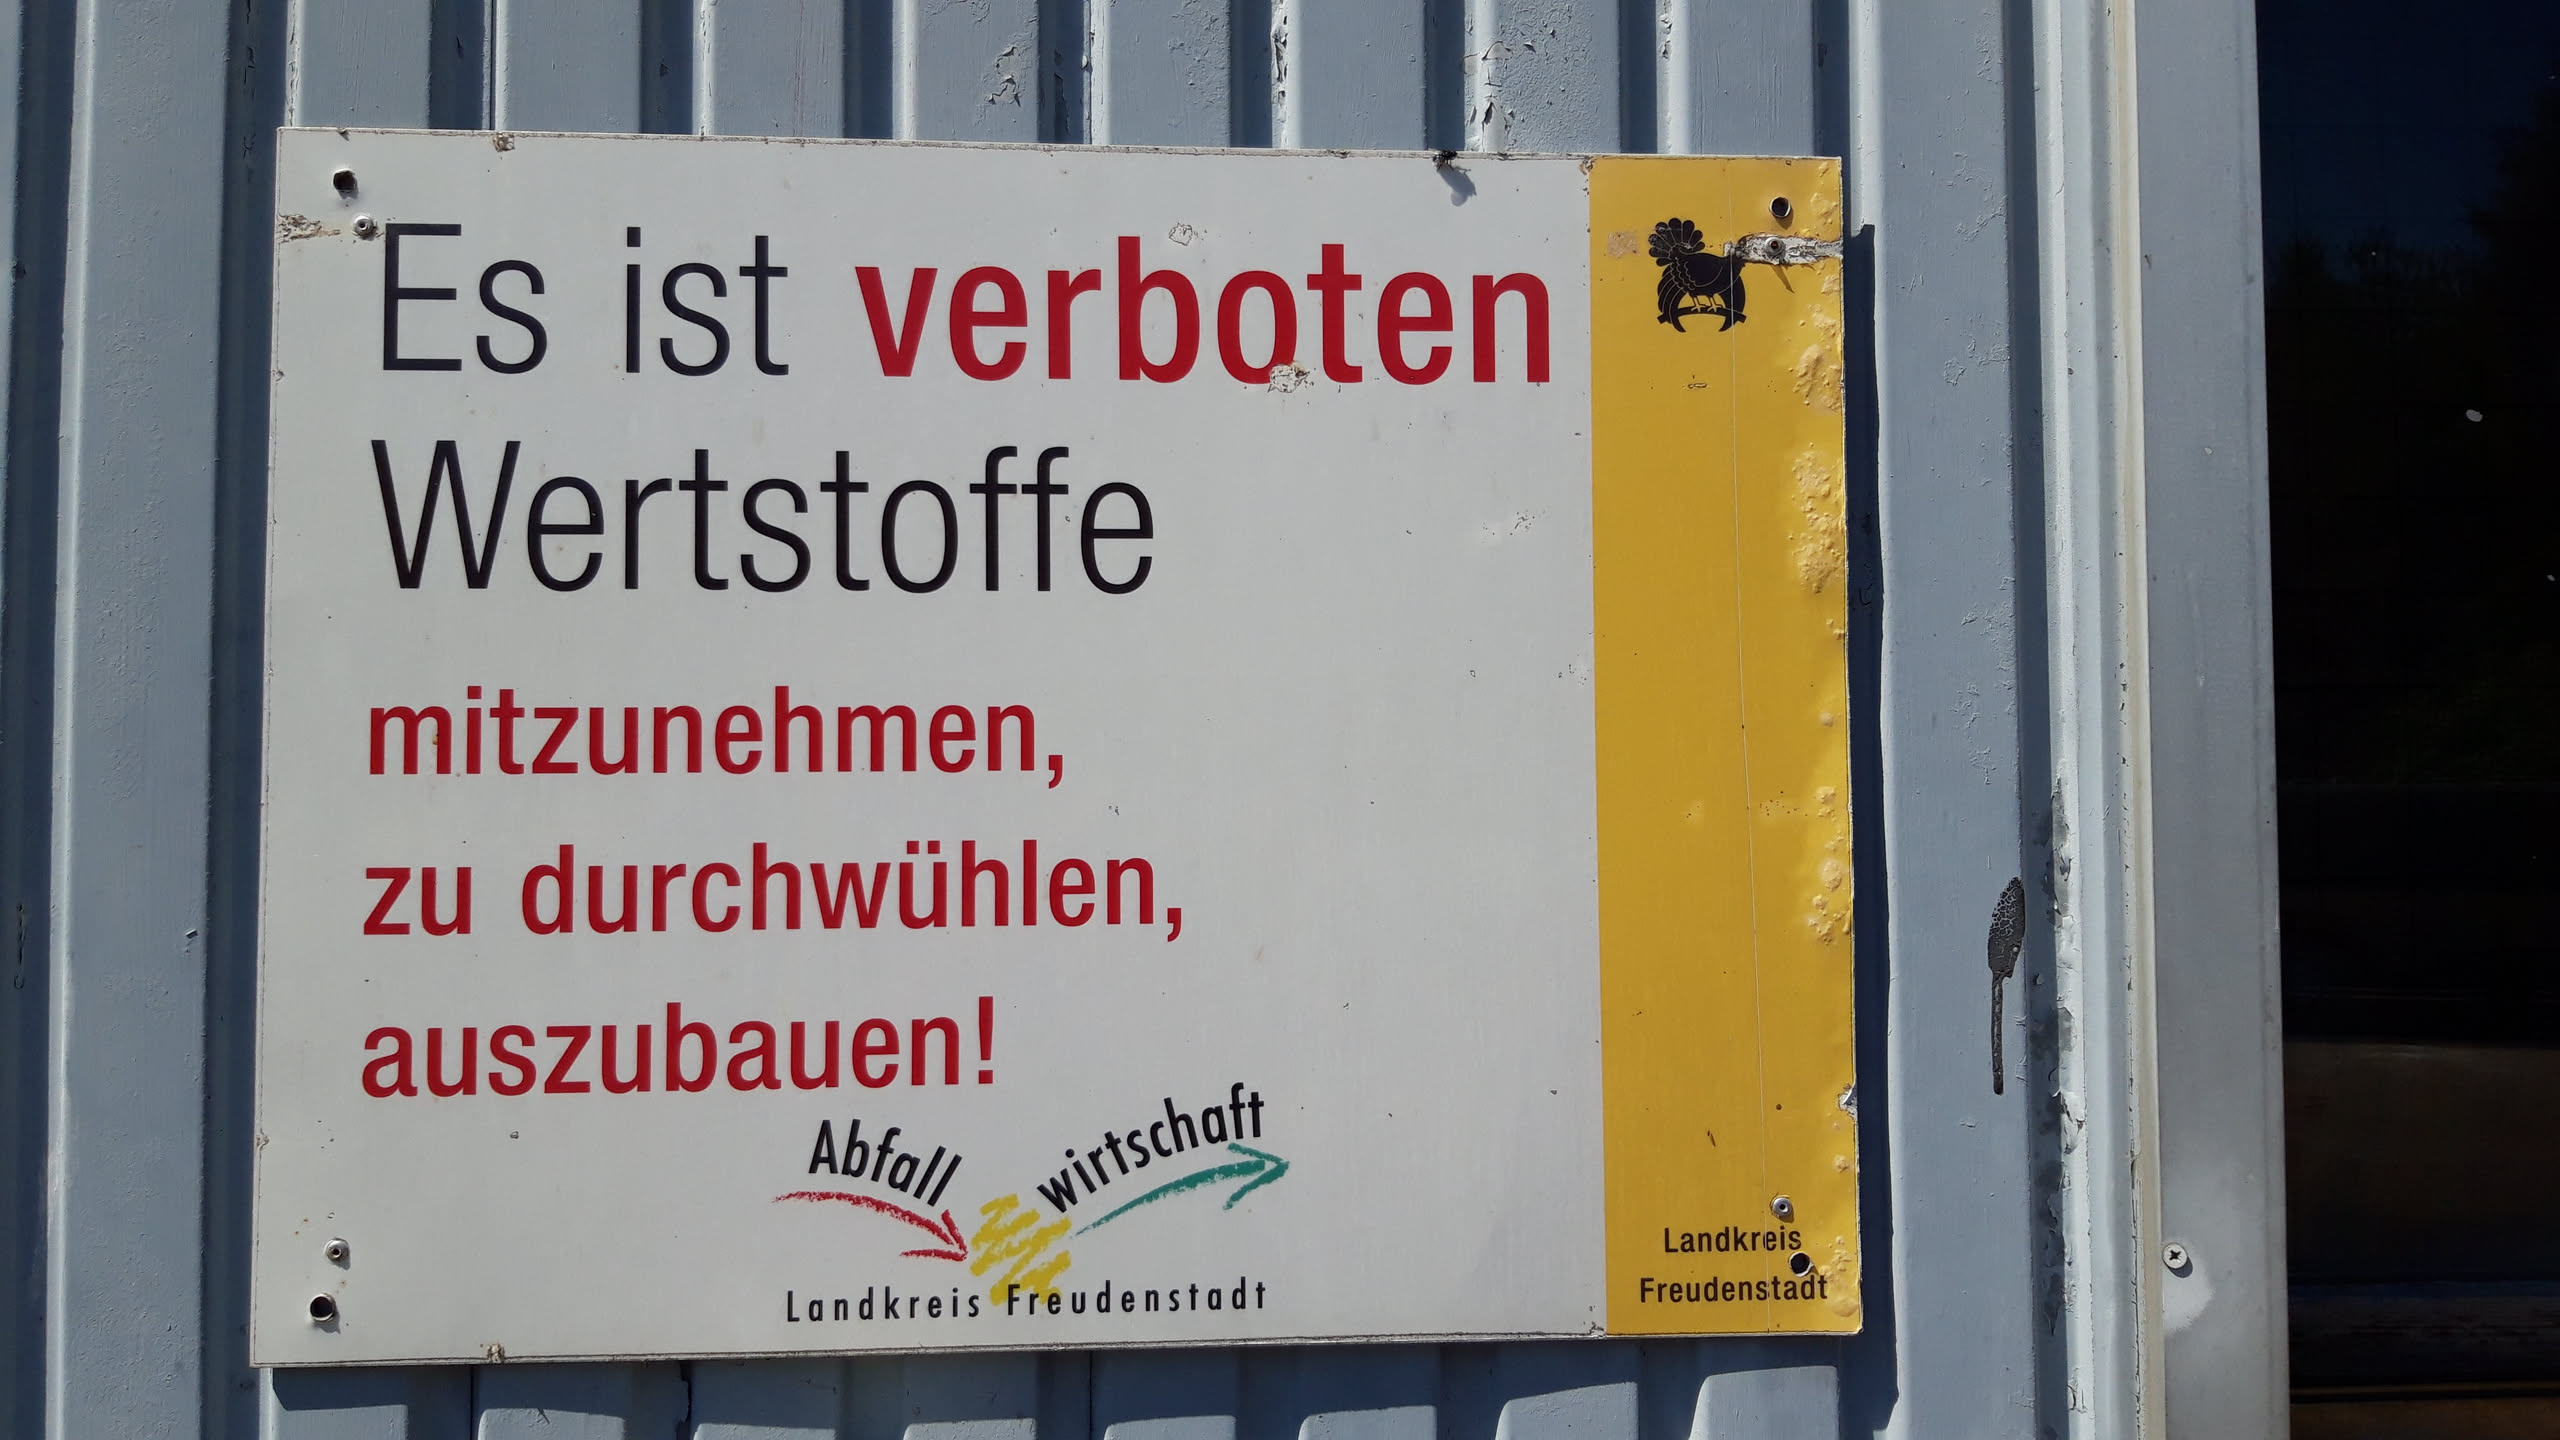 Es ist verboten
Wertstoffe
mitzunehmen,
zu durchwühlen,
auszubauen!
Abfall wirtschaft
Landkreis Freudenstadt
Landkreis
Freudenstadt